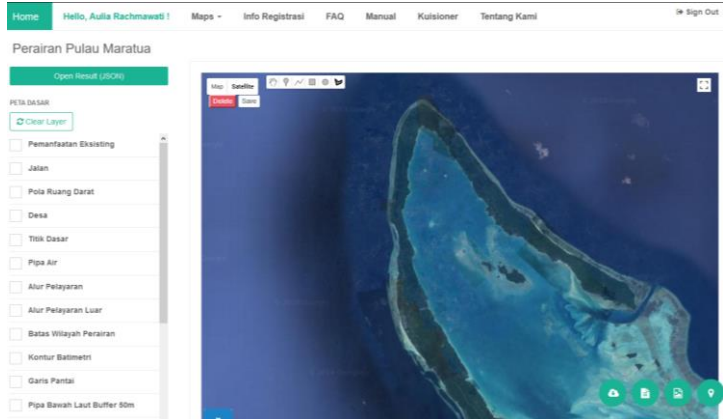 Home Hello, Aulia Rachmawati ! Maps Info Registrasi FAQ Manual Kuisioner Tentang Kami Sign Out
Perairan Pulau Maratua
Open Result (JSON)
PETA DASAR
Clear Layer
Pemanfaatan Eksisting
Jalan
Pola Ruang Darat
Desa
Titik Dasar
Pipa Air
Alur Pelayaran
Alur Pelayaran Luar
Batas Wilayah Perairan
Kontur Batimetri
Garis Pantai
Pipa Bawah Laut Buffer 50m
Map Satellite
Delete Save